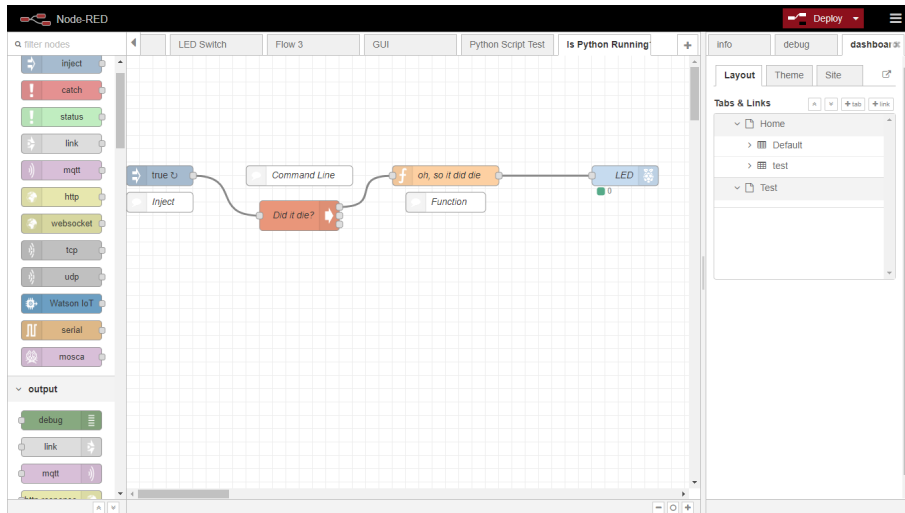 Node-RED
Deploy
filter nodes
LED Switch
Flow 3
GUI
Python Script Test
Is Python Running?
info
debug
dashboar
inject
catch
status
link
mqtt
http
websocket
tcp
udp
Watson IoT
serial
mosca
output
debug
link
mqtt
http response
true ↻
Inject
Command Line
Did it die?
f
oh, so it did die
Function
LED
0
Layout
Theme
Site
Tabs & Links
+ tab
+ link
Home
Default
test
Test